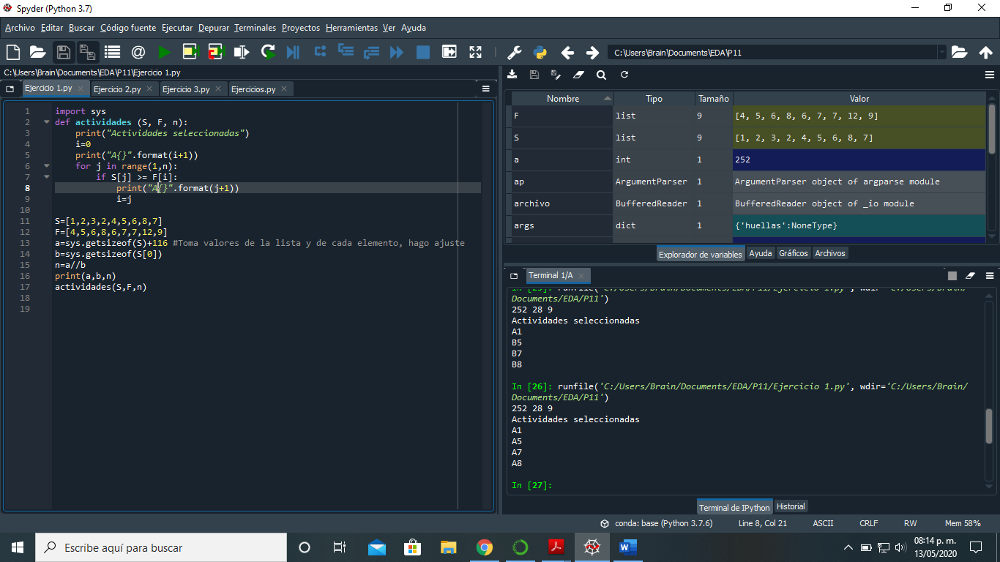 Spyder (Python 3.7)
Archivo Editar Buscar Código fuente Ejecutar Depurar Terminales Proyectos Herramientas Ver Ayuda
C:\Users\Brain\Documents\EDA\P11
C:\Users\Brain\Documents\EDA\P11\Ejercicio 1.py
Ejercicio 1.py Ejercicio 2.py Ejercicio 3.py Ejercicios.py
1 import sys
2 def actividades (S, F, n):
3 print("Actividades seleccionadas")
4 i=0
5 print("A{}".format(i+1))
6 for j in range(1,n):
7 if S[j] >= F[i]:
8 print("A{}".format(j+1))
9 i=j
10
11 S=[1,2,3,2,4,5,6,8,7]
12 F=[4,5,6,8,6,7,7,12,9]
13 a=sys.getsizeof(S)+116 #Toma valores de la lista y de cada elemento, hago ajuste
14 b=sys.getsizeof(S[0])
15 n=a//b
16 print(a,b,n)
17 actividades(S,F,n)
18
19
Nombre Tipo Tamaño Valor
F list 9 [4, 5, 6, 8, 6, 7, 7, 12, 9]
S list 9 [1, 2, 3, 2, 4, 5, 6, 8, 7]
a int 1 252
ap ArgumentParser 1 ArgumentParser object of argparse module
archivo BufferedReader 1 BufferedReader object of _io module
args dict 1 {'huellas':NoneType}
Explorador de variables Ayuda Gráficos Archivos
Terminal 1/A
In [25]: runfile('C:/Users/Brain/Documents/EDA/P11/Ejercicio 1.py', wdir='C:/Users/Brain/
Documents/EDA/P11')
252 28 9
Actividades seleccionadas
A1
B5
B7
B8
In [26]: runfile('C:/Users/Brain/Documents/EDA/P11/Ejercicio 1.py', wdir='C:/Users/Brain/
Documents/EDA/P11')
252 28 9
Actividades seleccionadas
A1
A5
A7
A8
In [27]:
Terminal de IPython Historial
conda: base (Python 3.7.6) Line 8, Col 21 ASCII CRLF RW Mem 58%
Escribe aquí para buscar
08:14 p. m.
13/05/2020